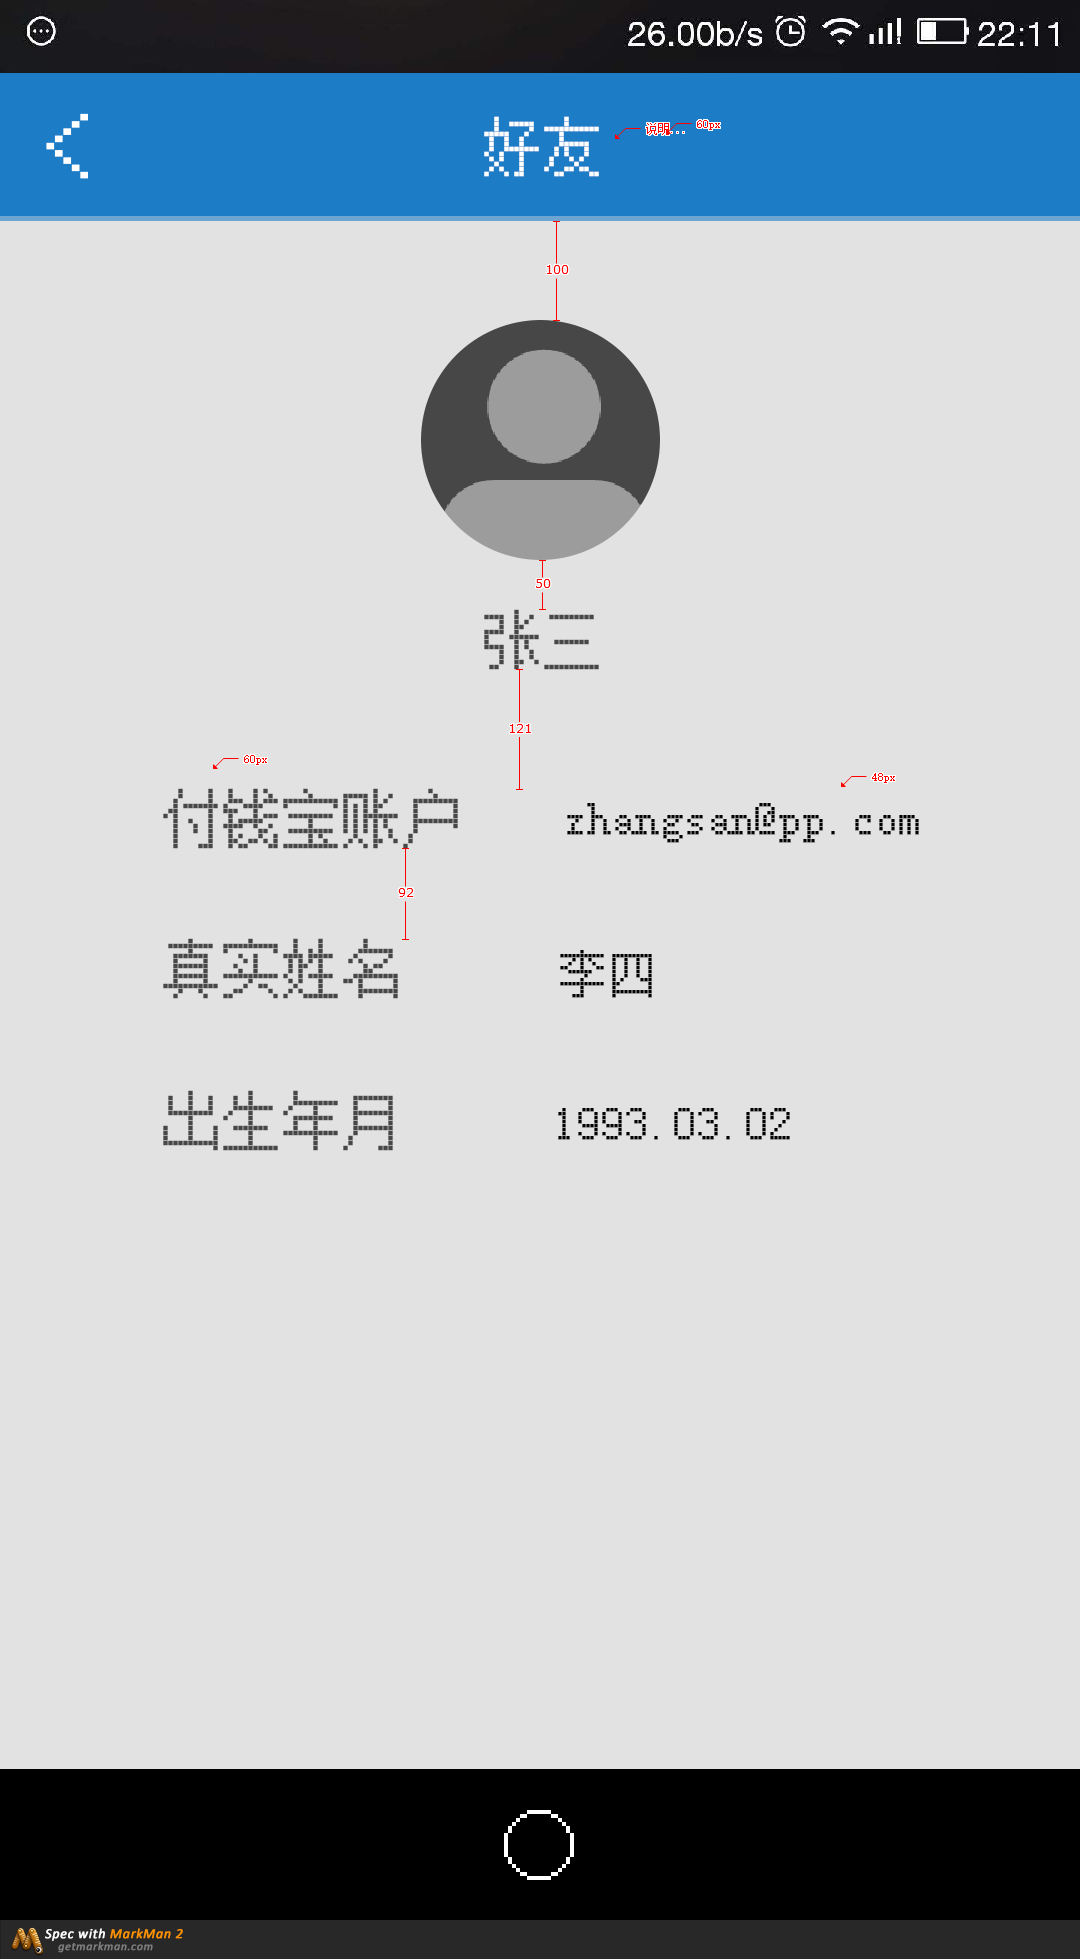 26.00b/s 22:11
好友 说明... 60px
100
50
张三
121
60px 48px
付钱宝账户 zhangsan@pp.com
92
真实姓名 李四
出生年月 1993.03.02
Spec with MarkMan 2
getmarkman.com